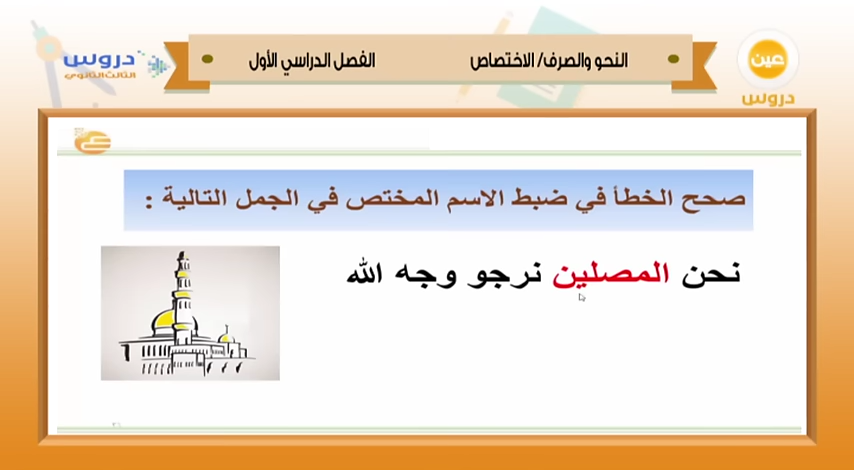 عين
دروس
النحو والصرف/ الاختصاص
الفصل الدراسي الأول
دروس
الثالث الثانوي
صحح الخطأ في ضبط الاسم المختص في الجمل التالية :
نحن المصلين نرجو وجه الله